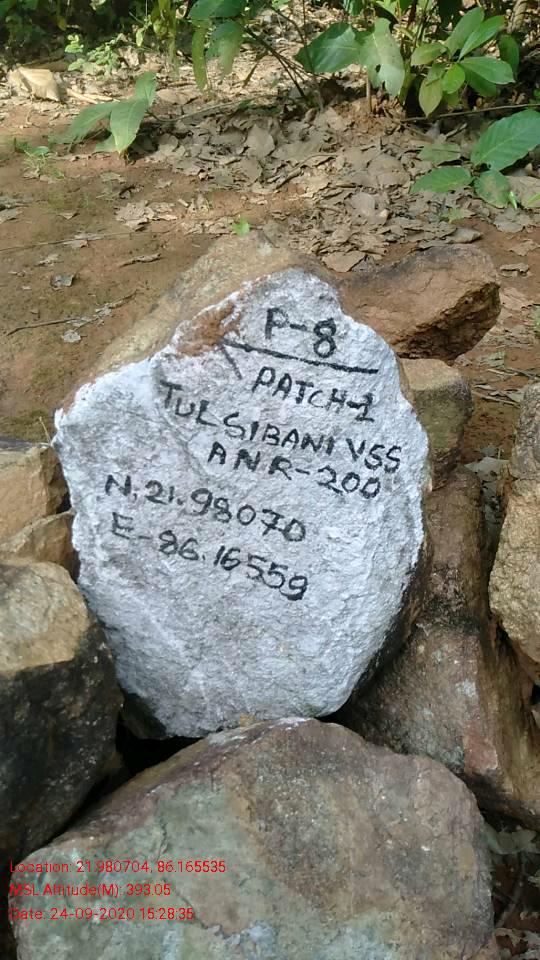 P-8
PATCH-1
TULSIBANI VSS
ANR-200
N. 21.98070
E-86.16559
Location: 21.980704, 86.165535
MSL Altitude(M): 393.05
Date: 24-09-2020 15:28:35